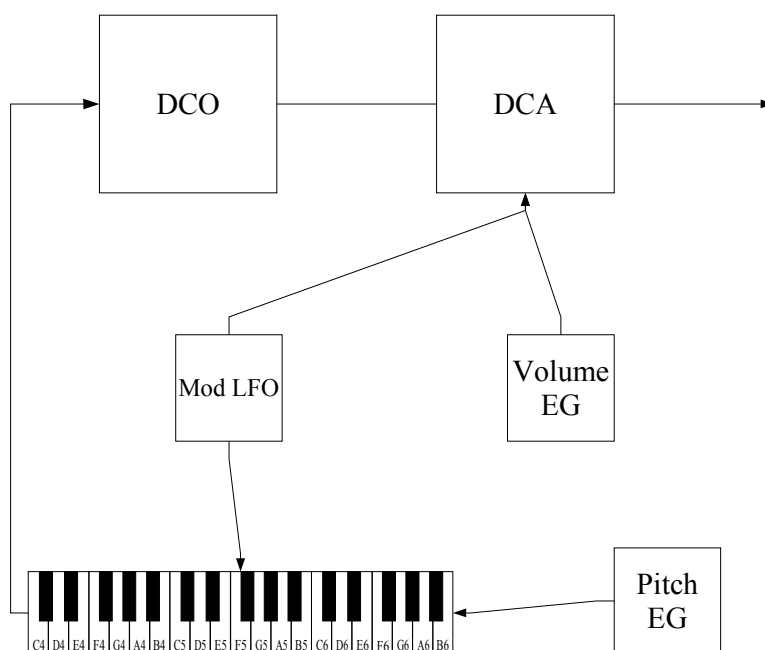 DCO
DCA
Mod LFO
Volume
EG
Pitch
EG
C4 D4 E4 F4 G4 A4 B4 C5 D5 E5 F5 G5 A5 B5 C6 D6 E6 F6 G6 A6 B6